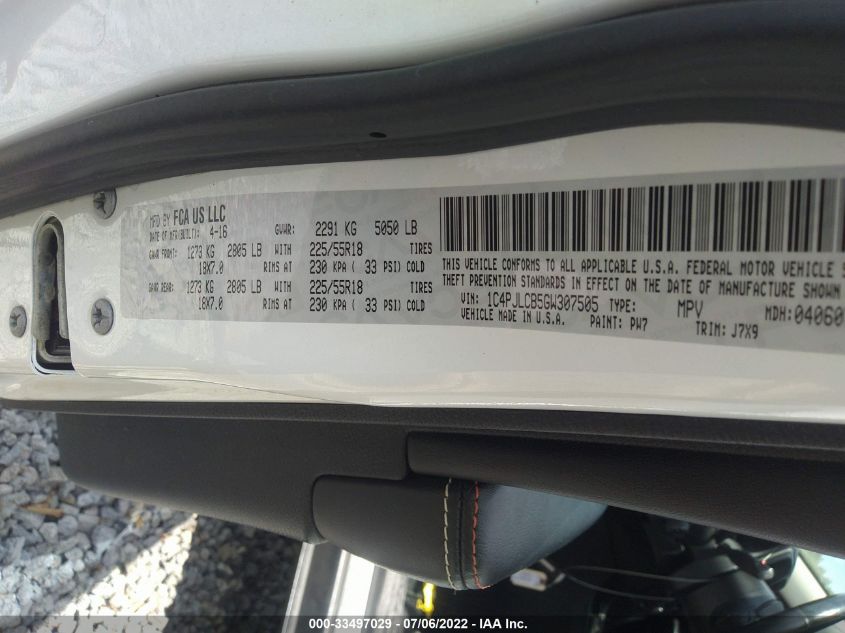 MFD BY FCA US LLC
DATE OF MFR(BUILT): 4-16 GVWR: 2291 KG 5050 LB
GAWR FRONT: 1273 KG 2805 LB WITH 225/55R18 TIRES
18X7.0 RIMS AT 230 KPA ( 33 PSI) COLD
GAWR REAR: 1273 KG 2805 LB WITH 225/55R18 TIRES
18X7.0 RIMS AT 230 KPA ( 33 PSI) COLD
THIS VEHICLE CONFORMS TO ALL APPLICABLE U.S.A. FEDERAL MOTOR VEHICLE
THEFT PREVENTION STANDARDS IN EFFECT ON THE DATE OF MANUFACTURE SHOWN
VIN: 1C4PJLCB5GW307505 TYPE: MPV MDH: 04060
VEHICLE MADE IN U.S.A. PAINT: PW7 TRIM: J7X9
000-33497029 - 07/06/2022 - IAA Inc.